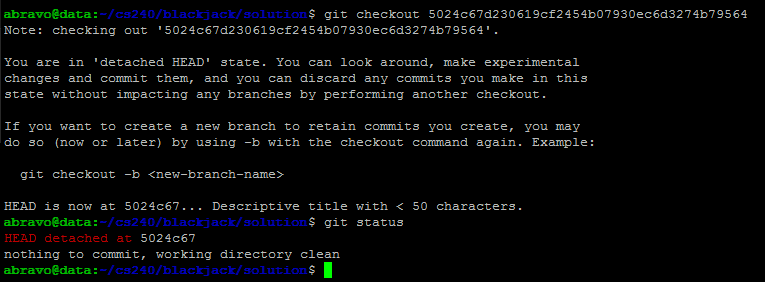 abravo@data:~/cs240/blackjack/solution$ git checkout 5024c67d230619cf2454b07930ec6d3274b79564
Note: checking out '5024c67d230619cf2454b07930ec6d3274b79564'.
You are in 'detached HEAD' state. You can look around, make experimental
changes and commit them, and you can discard any commits you make in this
state without impacting any branches by performing another checkout.
If you want to create a new branch to retain commits you create, you may
do so (now or later) by using -b with the checkout command again. Example:
git checkout -b <new-branch-name>
HEAD is now at 5024c67... Descriptive title with < 50 characters.
abravo@data:~/cs240/blackjack/solution$ git status
HEAD detached at 5024c67
nothing to commit, working directory clean
abravo@data:~/cs240/blackjack/solution$